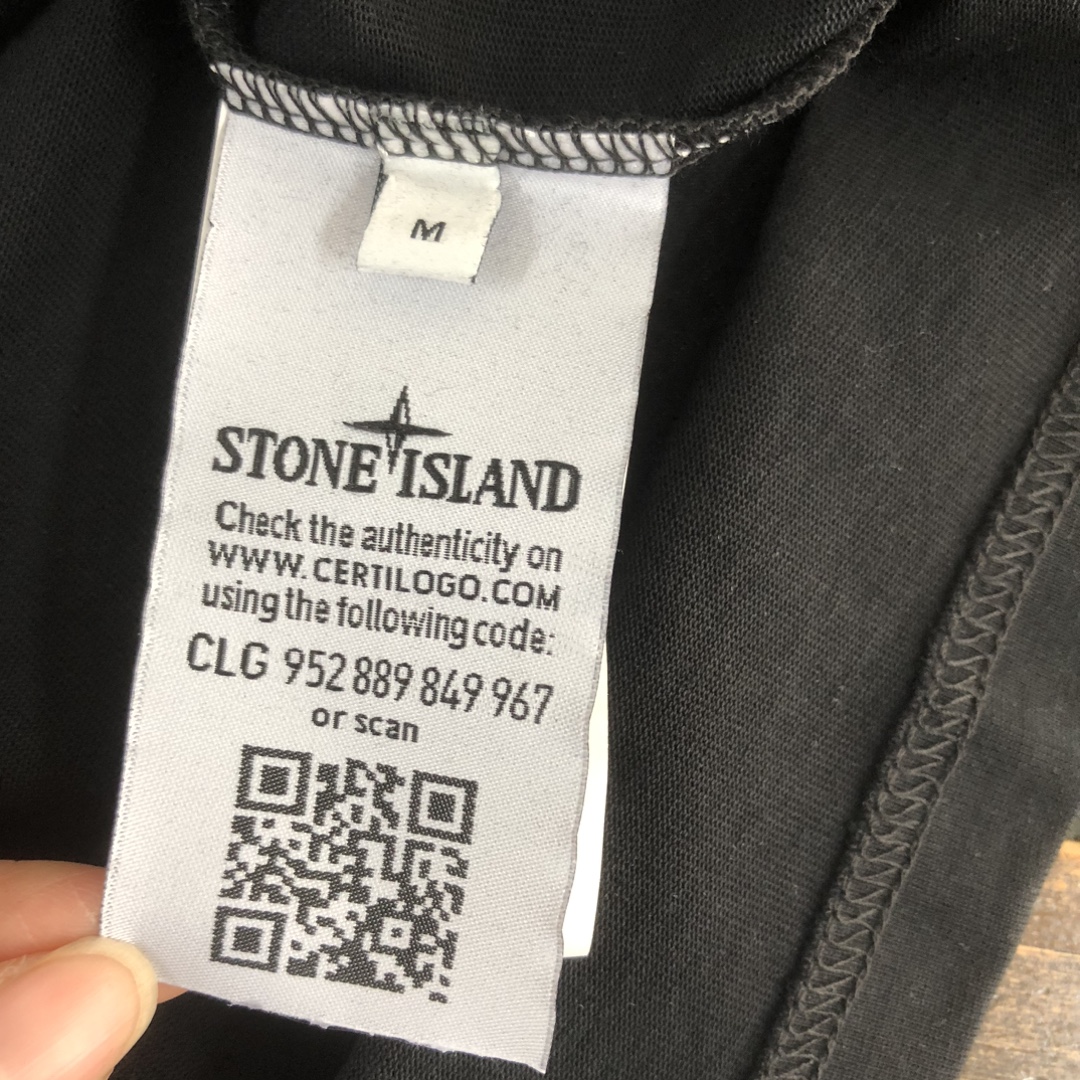 M
STONE ISLAND
Check the authenticity on
WWW.CERTILOGO.COM
using the following code:
CLG 952 889 849 967
or scan